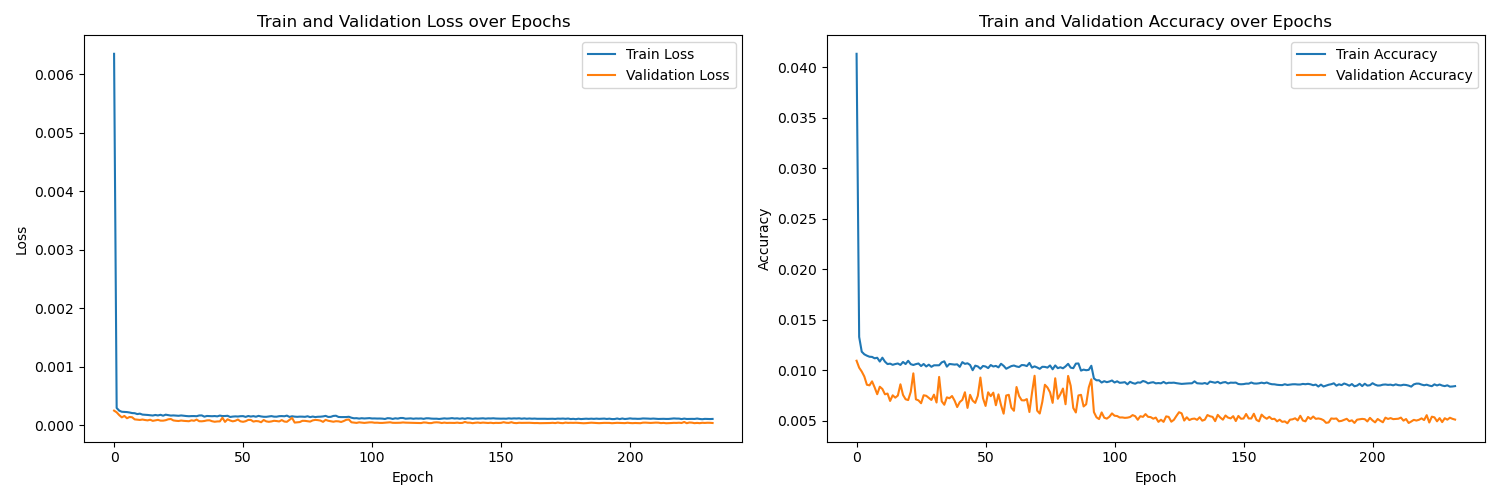 Train and Validation Loss over Epochs
Train Loss
Validation Loss
0.006
0.005
0.004
0.003
0.002
0.001
0.000
Loss
0
50
100
150
200
Epoch
Train and Validation Accuracy over Epochs
Train Accuracy
Validation Accuracy
0.040
0.035
0.030
0.025
0.020
0.015
0.010
0.005
Accuracy
0
50
100
150
200
Epoch